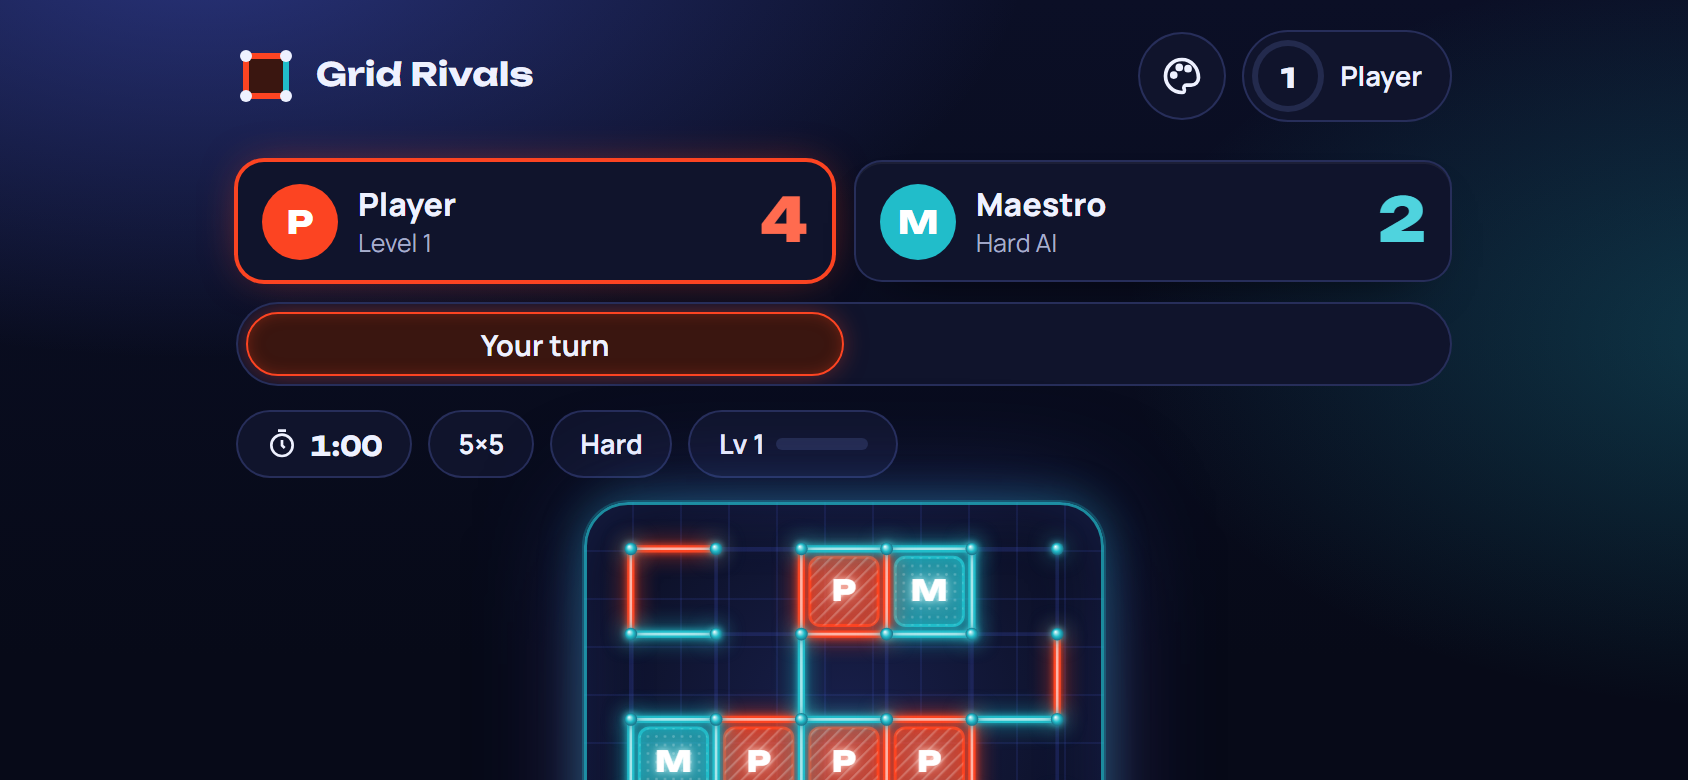 Grid Rivals
1 Player
P Player 4
Level 1
M Maestro 2
Hard AI
Your turn
1:00 5×5 Hard Lv 1
P M
M P P P